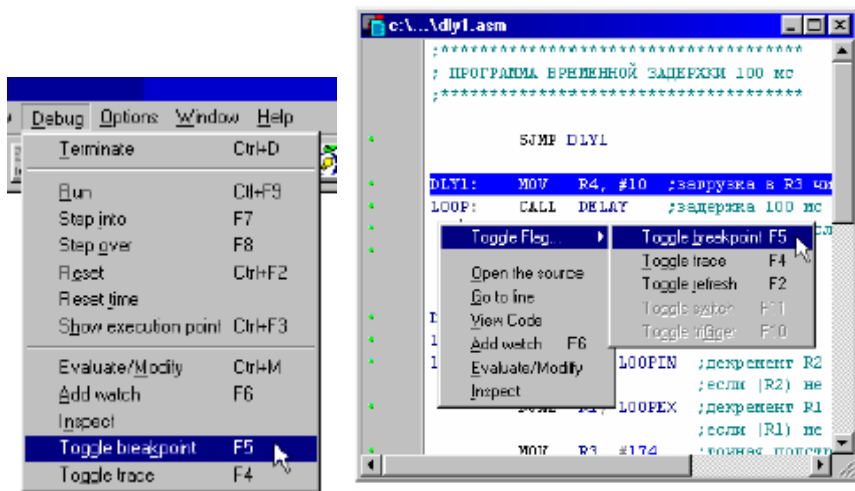 Debug Options Window Help
Terminate Ctrl+D
Run Ctl+F9
Step into F7
Step over F8
Reset Ctrl+F2
Reset time
Show execution point Ctrl+F3
Evaluate/Modify Ctrl+M
Add watch F6
Inspect
Toggle breakpoint F5
Toggle trace F4
c:\...\dly1.asm
;*************************************
; ПРОГРАММА ВРЕМЕННОЙ ЗАДЕРЖКИ 100 мс
;*************************************
SJMP DLY1
DLY1: MOV R4, #10 ;загрузка в R3
LOOP: CALL DELAY ;задержка 100 мс
Toggle Flag...
Open the source
Go to line
View Code
Add watch F6
Evaluate/Modify
Inspect
Toggle breakpoint F5
Toggle trace F4
Toggle refresh F2
Toggle switch F11
Toggle triGger F10
LOOPIN ;декремент R2
;если (R2) не
LOOPEX ;декремент R1
;если (R1) не
MOV R3 #174